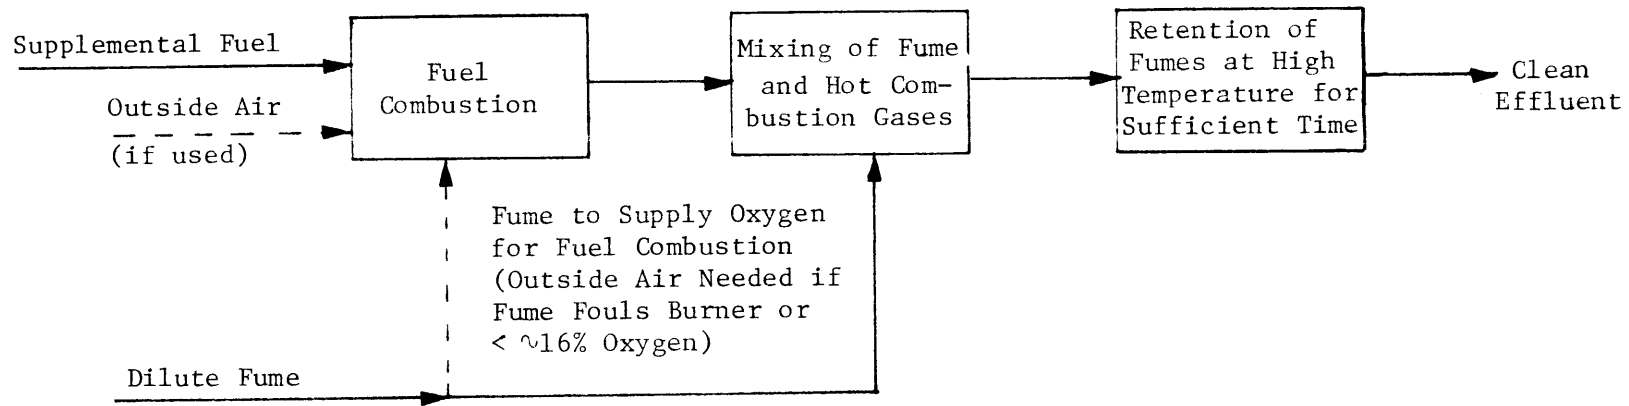 Supplemental Fuel
Outside Air
(if used)
Fuel
Combustion
Mixing of Fume
and Hot Com-
bustion Gases
Retention of
Fumes at High
Temperature for
Sufficient Time
Clean
Effluent
Fume to Supply Oxygen
for Fuel Combustion
(Outside Air Needed if
Fume Fouls Burner or
< ~16% Oxygen)
Dilute Fume